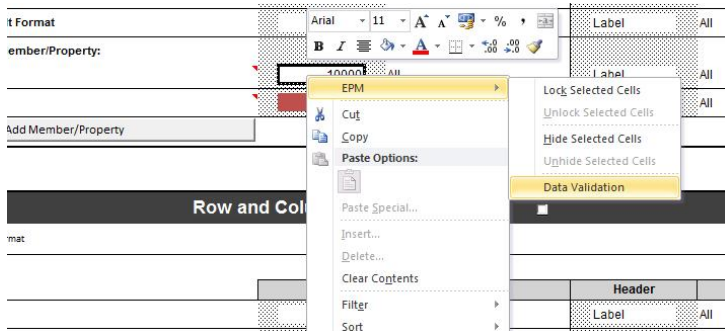 t Format
Arial 11 A A % ,
Label All
ember/Property:
B I A .00 .00
10000 All Label All
EPM
Lock Selected Cells
All
Cut
Unlock Selected Cells
Add Member/Property
Copy
Hide Selected Cells
Paste Options:
Unhide Selected Cells
Data Validation
Row and Col
Paste Special...
rmat
Insert...
Delete...
Clear Contents
Header
Filter
Label All
Sort